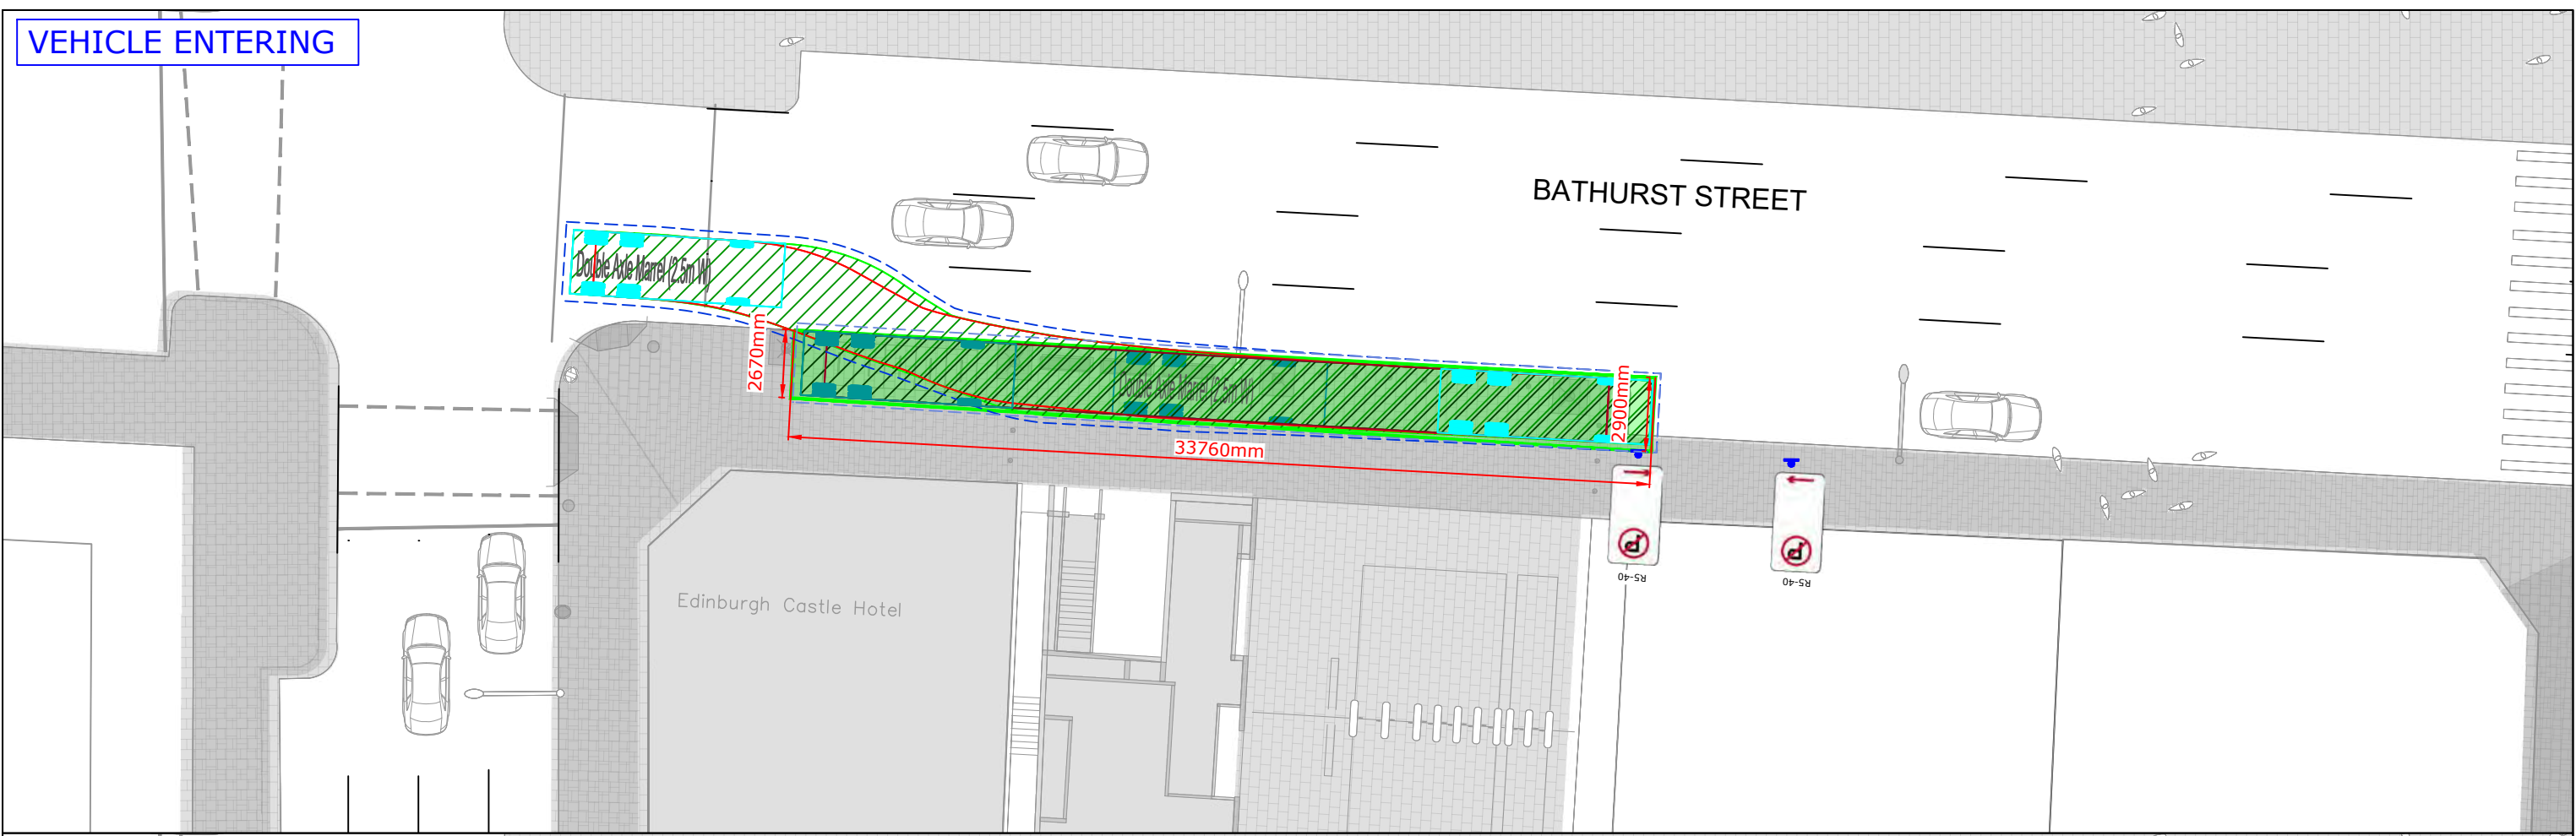 VEHICLE ENTERING
BATHURST STREET
Double Axle Marrel (2.5m W)
2670mm
Double Axle Marrel (2.5m W)
2900mm
33760mm
P
R5-40
P
R5-40
Edinburgh Castle Hotel